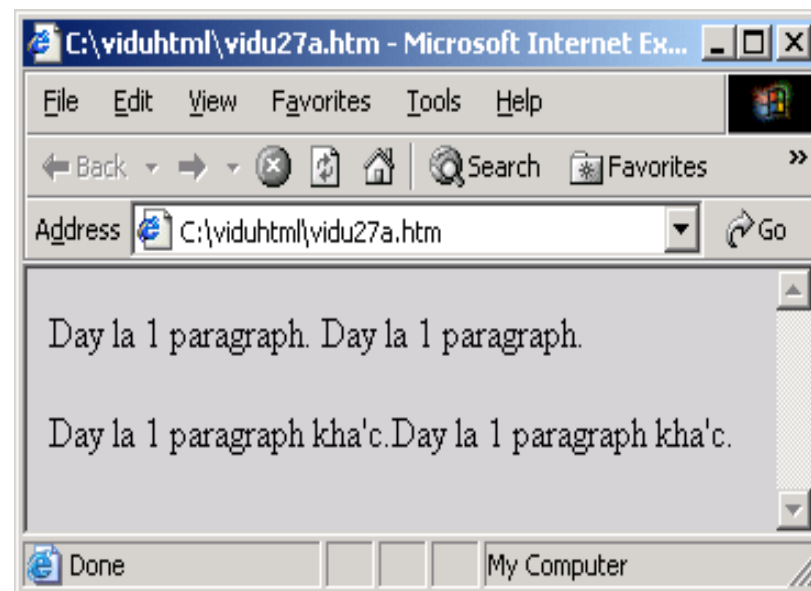 C:\viduhtml\vidu27a.htm - Microsoft Internet Ex...
File Edit View Favorites Tools Help
Back Search Favorites »
Address C:\viduhtml\vidu27a.htm Go
Day la 1 paragraph. Day la 1 paragraph.
Day la 1 paragraph kha'c.Day la 1 paragraph kha'c.
Done My Computer